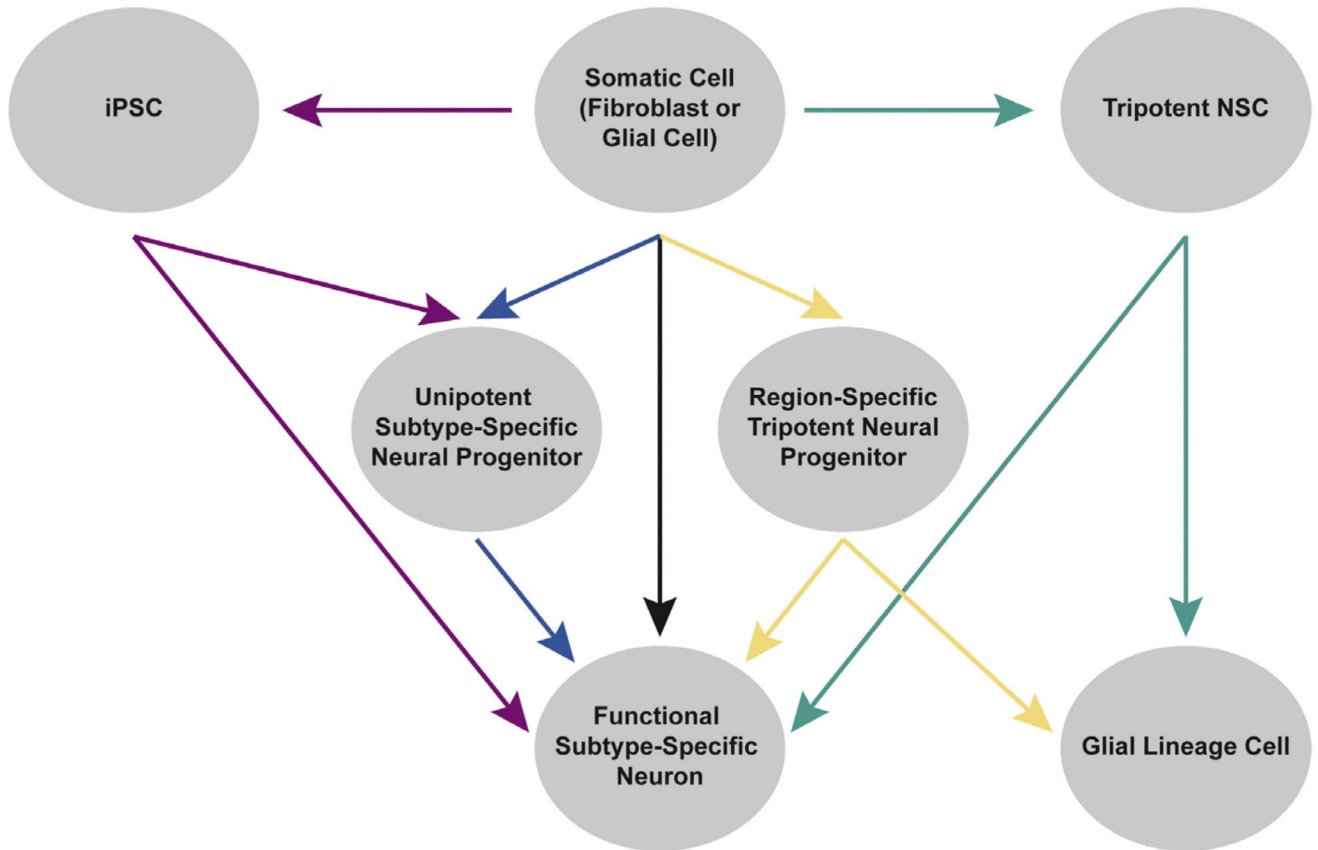 iPSC
Somatic Cell
(Fibroblast or
Glial Cell)
Tripotent NSC
Unipotent
Subtype-Specific
Neural Progenitor
Region-Specific
Tripotent Neural
Progenitor
Functional
Subtype-Specific
Neuron
Glial Lineage Cell